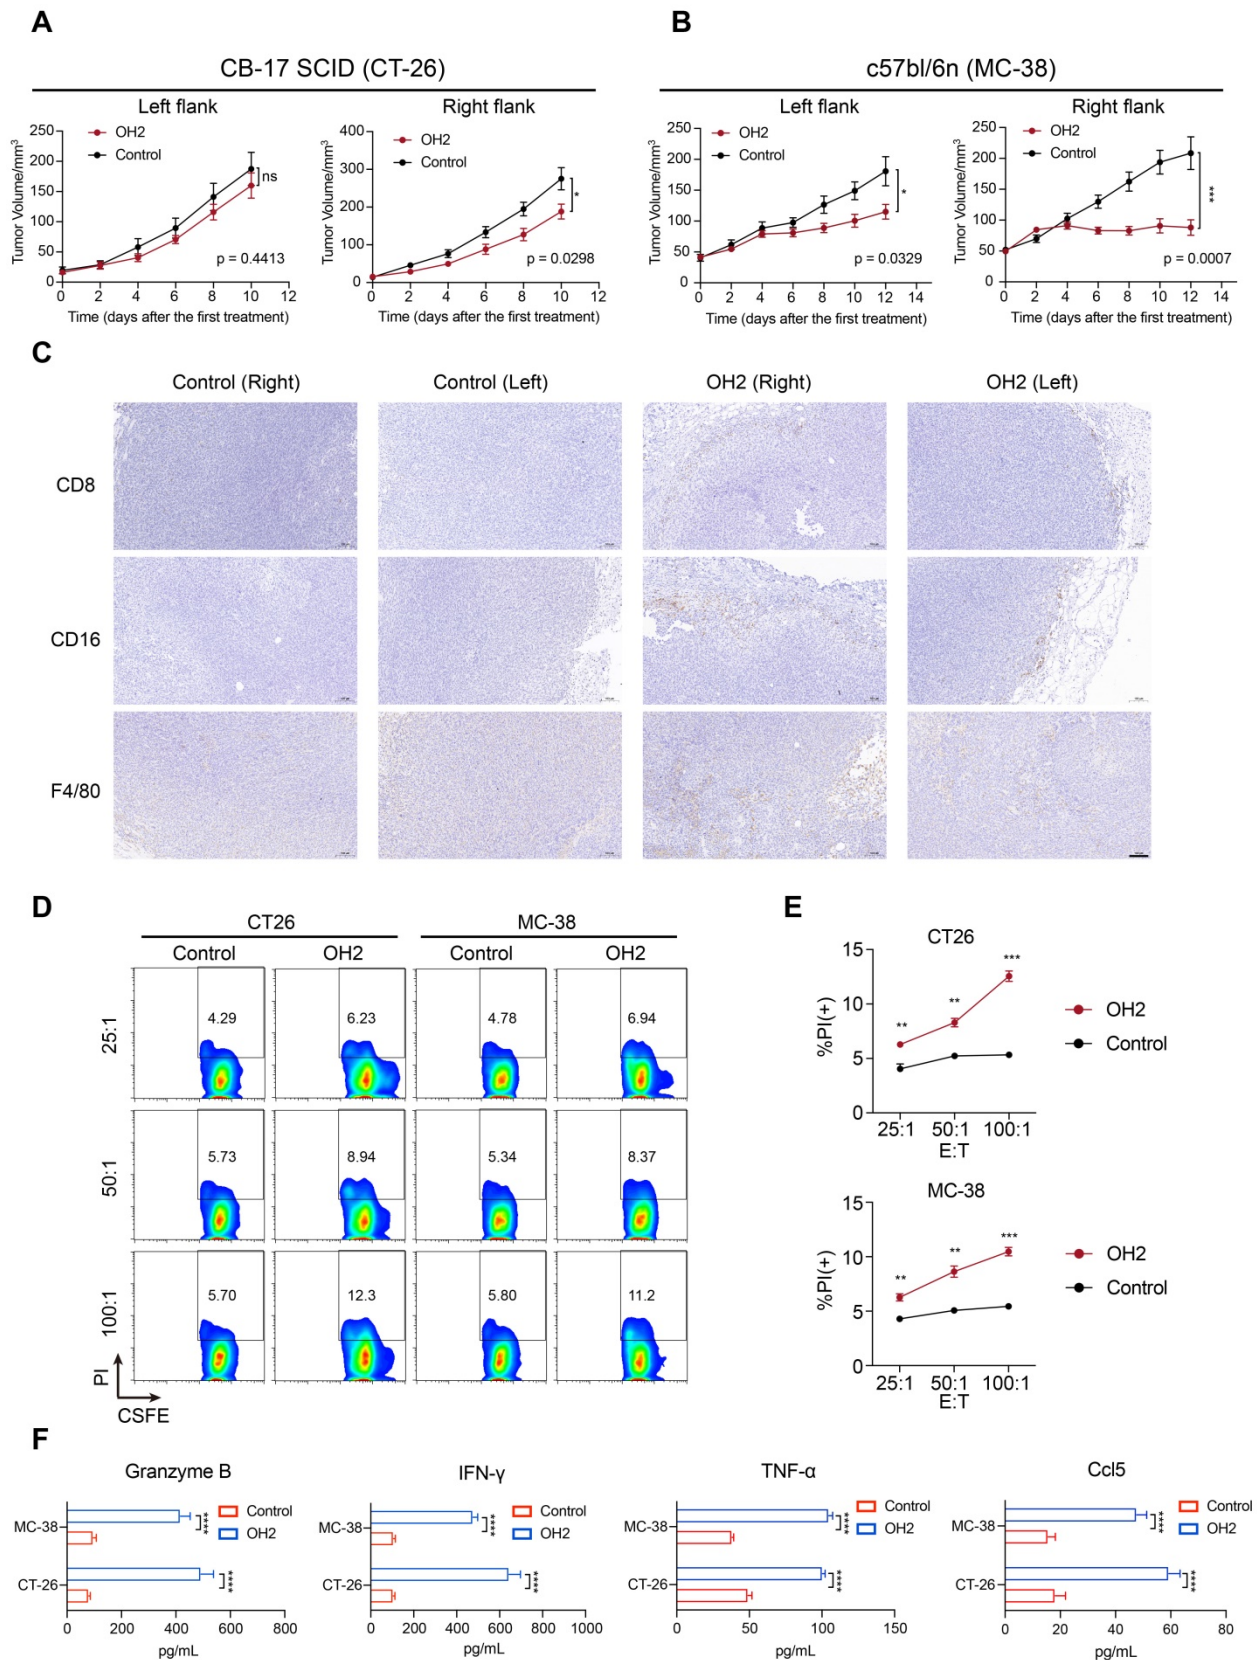 A
B
CB-17 SCID (CT-26)
c57bl/6n (MC-38)
Left flank
Right flank
Left flank
Right flank
Tumor Volume/mm³
250
200
150
100
50
0
OH2
Control
ns
p = 0.4413
0 2 4 6 8 10 12
Time (days after the first treatment)
Tumor Volume/mm³
400
300
200
100
0
OH2
Control
*
p = 0.0298
0 2 4 6 8 10 12
Time (days after the first treatment)
Tumor Volume/mm³
250
200
150
100
50
0
OH2
Control
*
p = 0.0329
0 2 4 6 8 10 12 14
Time (days after the first treatment)
Tumor Volume/mm³
250
200
150
100
50
0
OH2
Control
***
p = 0.0007
0 2 4 6 8 10 12 14
Time (days after the first treatment)
C
Control (Right)
Control (Left)
OH2 (Right)
OH2 (Left)
CD8
CD16
F4/80
D
CT26
MC-38
Control
OH2
Control
OH2
25:1
4.29
6.23
4.78
6.94
50:1
5.73
8.94
5.34
8.37
100:1
5.70
12.3
5.80
11.2
PI
CSFE
E
CT26
%PI(+)
15
10
5
0
**
**
***
OH2
Control
25:1 50:1 100:1
E:T
MC-38
%PI(+)
15
10
5
0
**
**
***
OH2
Control
25:1 50:1 100:1
E:T
F
Granzyme B
Control
OH2
MC-38
****
CT-26
****
0 200 400 600 800
pg/mL
IFN-γ
Control
OH2
****
****
0 200 400 600 800 1000
pg/mL
TNF-α
Control
OH2
MC-38
****
CT-26
****
0 50 100 150
pg/mL
Ccl5
Control
OH2
MC-38
****
CT-26
****
0 20 40 60 80
pg/mL